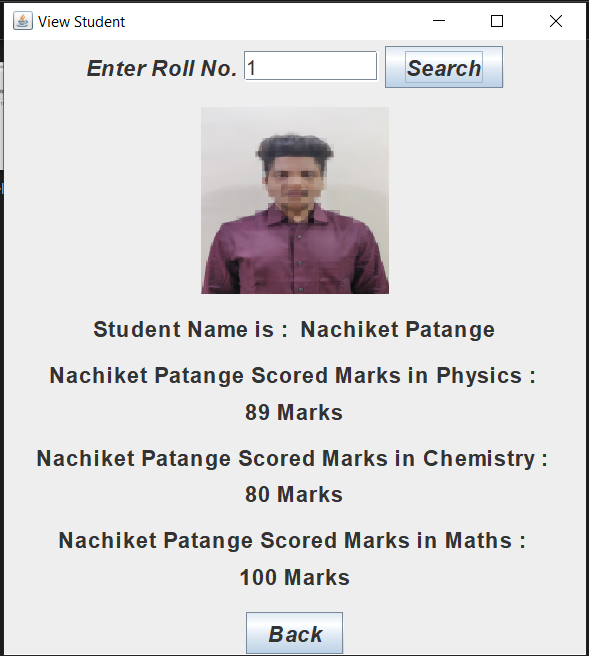 View Student
Enter Roll No. 1 Search
Student Name is : Nachiket Patange
Nachiket Patange Scored Marks in Physics :
89 Marks
Nachiket Patange Scored Marks in Chemistry :
80 Marks
Nachiket Patange Scored Marks in Maths :
100 Marks
Back